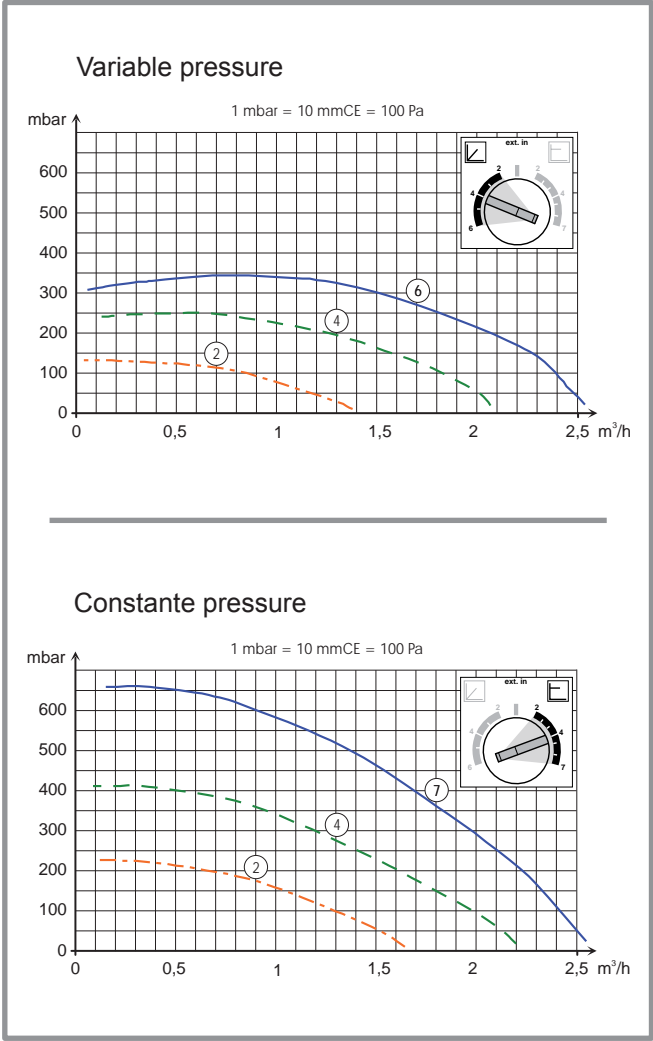 Variable pressure
1 mbar = 10 mmCE = 100 Pa
mbar
ext. in
2 2
4 4
6 7
600
500
400
300
200
100
0
6
4
2
0 0,5 1 1,5 2 2,5 m³/h
Constante pressure
1 mbar = 10 mmCE = 100 Pa
mbar
ext. in
2 2
4 4
6 7
600
500
400
300
200
100
0
7
4
2
0 0,5 1 1,5 2 2,5 m³/h